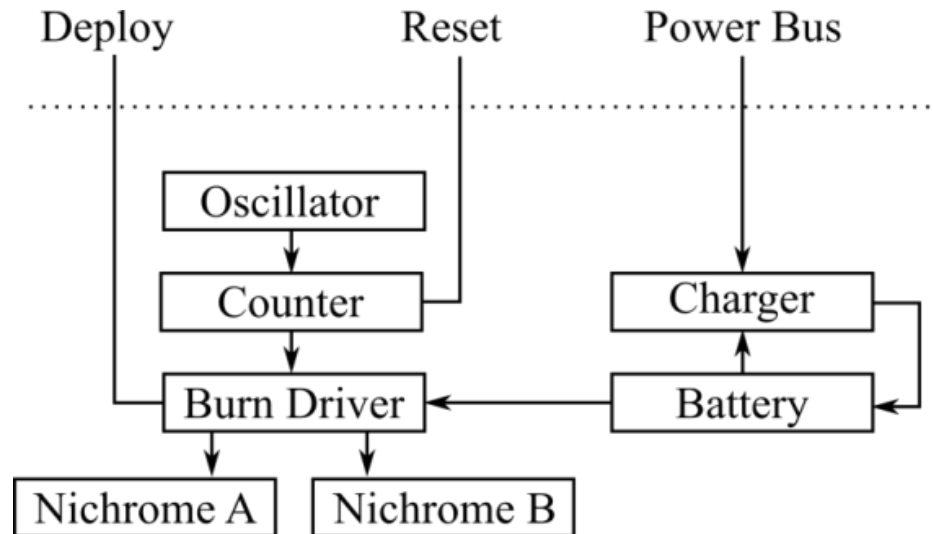 Deploy
Reset
Power Bus
Oscillator
Counter
Charger
Burn Driver
Battery
Nichrome A
Nichrome B